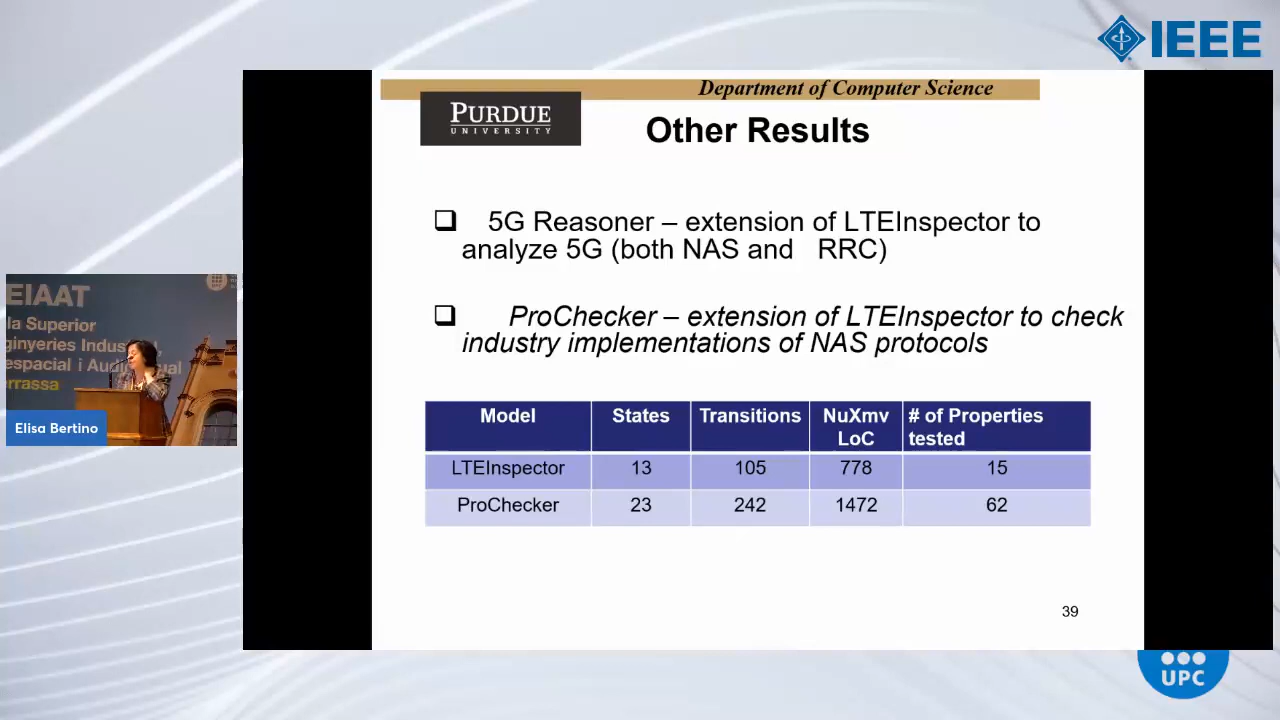 IEEE
Department of Computer Science
PURDUE
UNIVERSITY
Other Results
❑ 5G Reasoner – extension of LTEInspector to
analyze 5G (both NAS and RRC)
❑ ProChecker – extension of LTEInspector to check
industry implementations of NAS protocols
Model States Transitions NuXmv LoC # of Properties tested
LTEInspector 13 105 778 15
ProChecker 23 242 1472 62
39
EIAAT
la Superior
ginyeries Indus
espacial i Aud ual
rrassa
Elisa Bertino
UPC